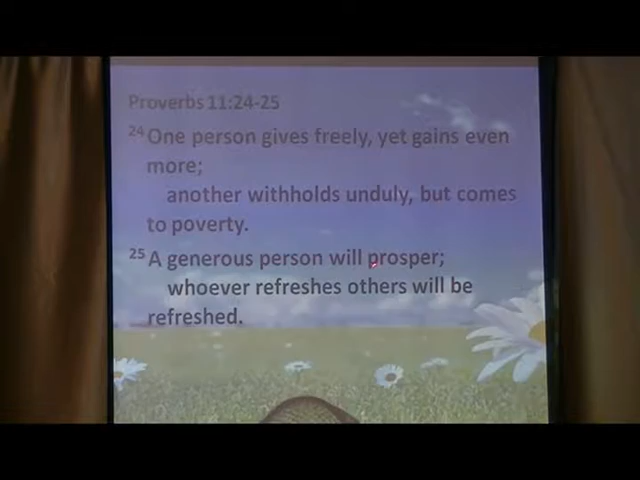 Proverbs 11:24-25
24 One person gives freely, yet gains even
more;
another withholds unduly, but comes
to poverty.
25 A generous person will prosper;
whoever refreshes others will be
refreshed.